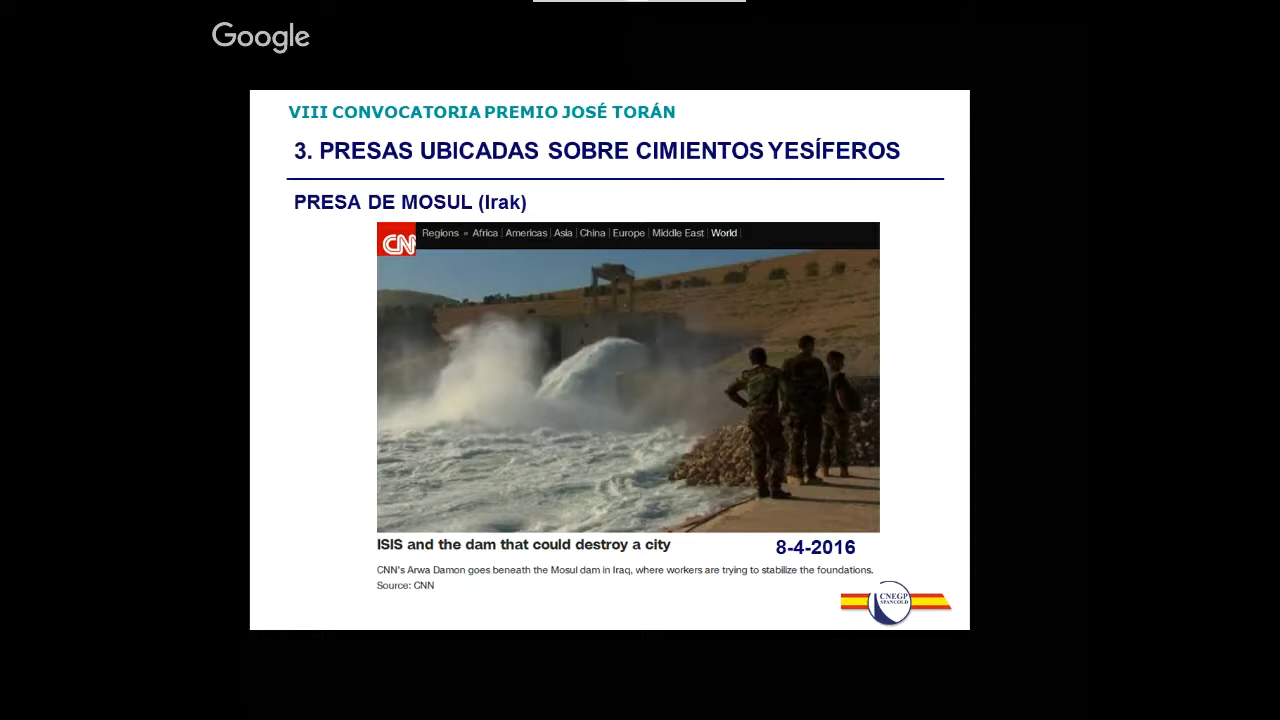 Google
VIII CONVOCATORIA PREMIO JOSÉ TORÁN
3. PRESAS UBICADAS SOBRE CIMIENTOS YESÍFEROS
PRESA DE MOSUL (Irak)
CN
Regions » Africa | Americas | Asia | China | Europe | Middle East | World |
ISIS and the dam that could destroy a city
8-4-2016
CNN's Arwa Damon goes beneath the Mosul dam in Iraq, where workers are trying to stabilize the foundations.
Source: CNN
CNEGP
SPANCOLD